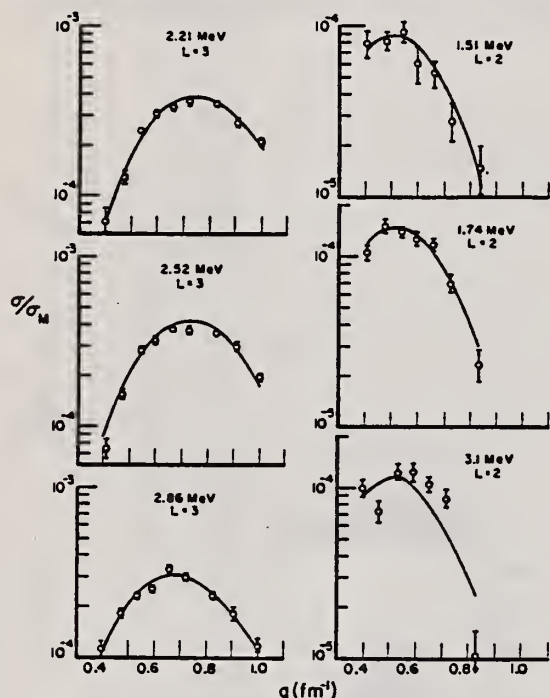 2.21 MeV
L=3
10⁻³
10⁻⁴
2.52 MeV
L=3
10⁻³
10⁻⁴
σ/σM
2.86 MeV
L=3
10⁻³
10⁻⁴
0.4 0.6 0.8 1.0
1.51 MeV
L=2
10⁻⁴
10⁻⁵
1.74 MeV
L=2
10⁻⁴
10⁻⁵
3.1 MeV
L=2
10⁻⁴
10⁻⁵
0.4 0.6 0.8 1.0
q(fm⁻¹)